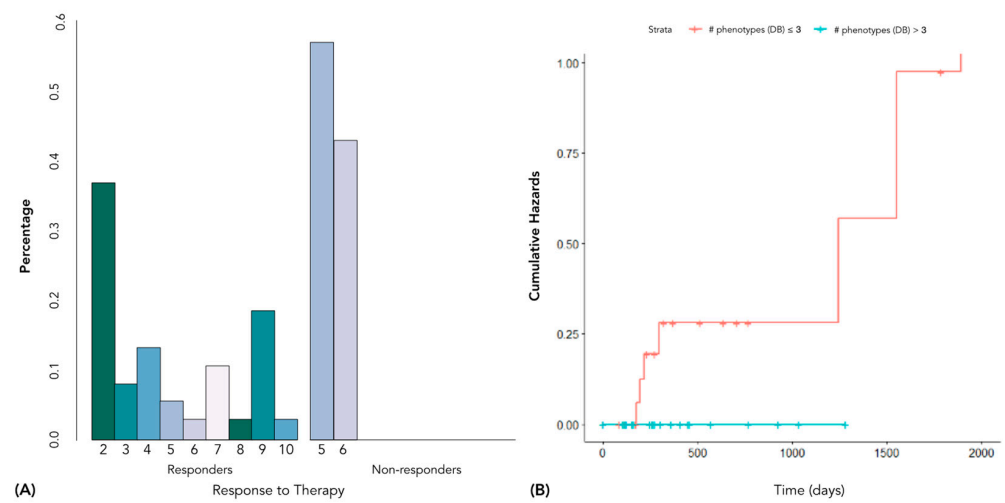 0.6
0.5
0.4
0.3
0.2
0.1
0.0
Percentage
2 3 4 5 6 7 8 9 10 5 6
Responders Non-responders
Response to Therapy
(A)
Strata # phenotypes (DB) ≤ 3 # phenotypes (DB) > 3
1.00
0.75
0.50
0.25
0.00
Cumulative Hazards
0 500 1000 1500 2000
Time (days)
(B)